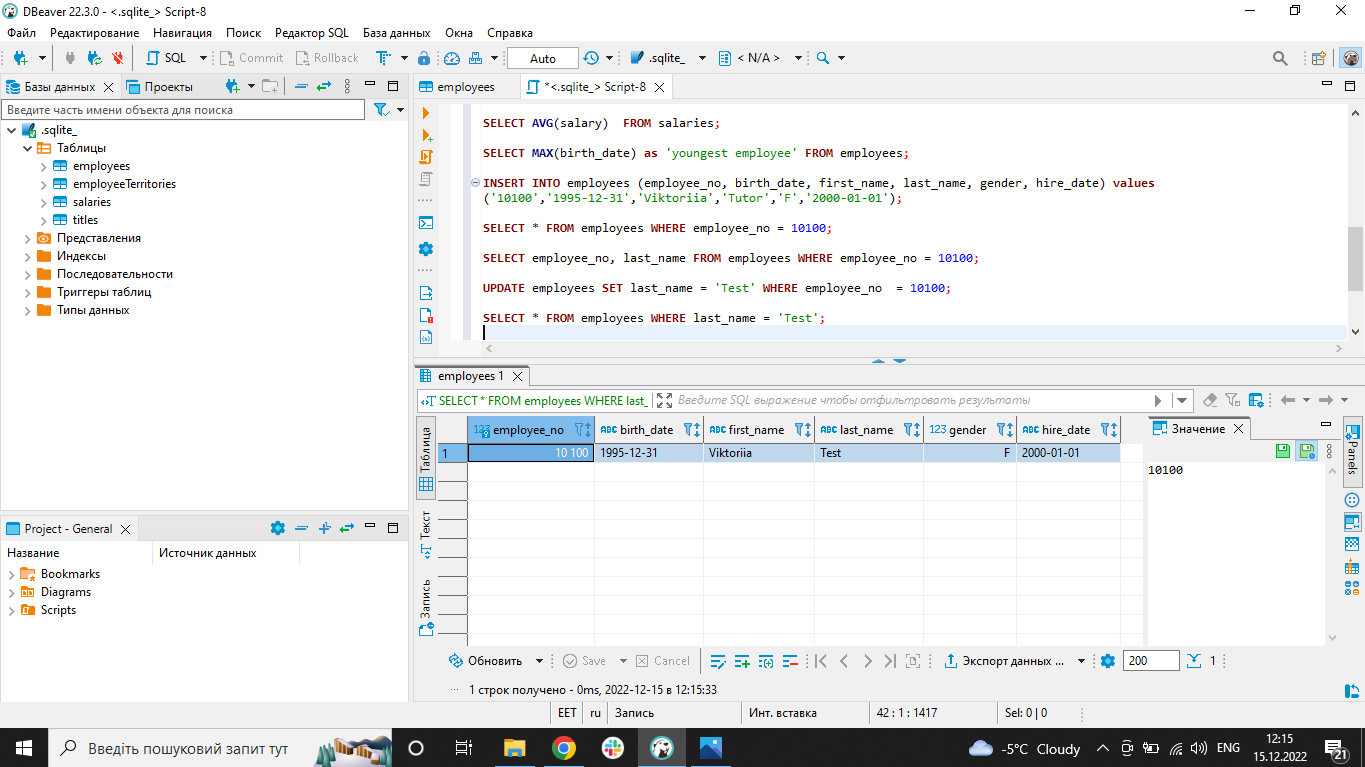 DBeaver 22.3.0 - <.sqlite_> Script-8
Файл Редактирование Навигация Поиск Редактор SQL База данных Окна Справка
SQL Commit Rollback Auto .sqlite_ < N/A >
Базы данных Проекты
Введите часть имени объекта для поиска
.sqlite_
Таблицы
employees
employeeTerritories
salaries
titles
Представления
Индексы
Последовательности
Триггеры таблиц
Типы данных
Project - General
Название Источник данных
Bookmarks
Diagrams
Scripts
employees *<.sqlite_> Script-8
SELECT AVG(salary)  FROM salaries;
SELECT MAX(birth_date) as 'youngest employee' FROM employees;
INSERT INTO employees (employee_no, birth_date, first_name, last_name, gender, hire_date) values
('10100','1995-12-31','Viktoriia','Tutor','F','2000-01-01');
SELECT * FROM employees WHERE employee_no = 10100;
SELECT employee_no, last_name FROM employees WHERE employee_no = 10100;
UPDATE employees SET last_name = 'Test' WHERE employee_no  = 10100;
SELECT * FROM employees WHERE last_name = 'Test';
employees 1
SELECT * FROM employees WHERE last_ Введите SQL выражение чтобы отфильтровать результаты
Таблица
Текст
Запись
123 employee_no ABC birth_date ABC first_name ABC last_name 123 gender ABC hire_date
1 10 100 1995-12-31 Viktoriia Test F 2000-01-01
Значение
10100
Panels
Обновить Save Cancel Экспорт данных ... 200 1
1 строк получено - 0ms, 2022-12-15 в 12:15:33
EET ru Запись Инт. вставка 42 : 1 : 1417 Sel: 0 | 0
Введіть пошуковий запит тут
-5°C Cloudy ENG
12:15
15.12.2022
21